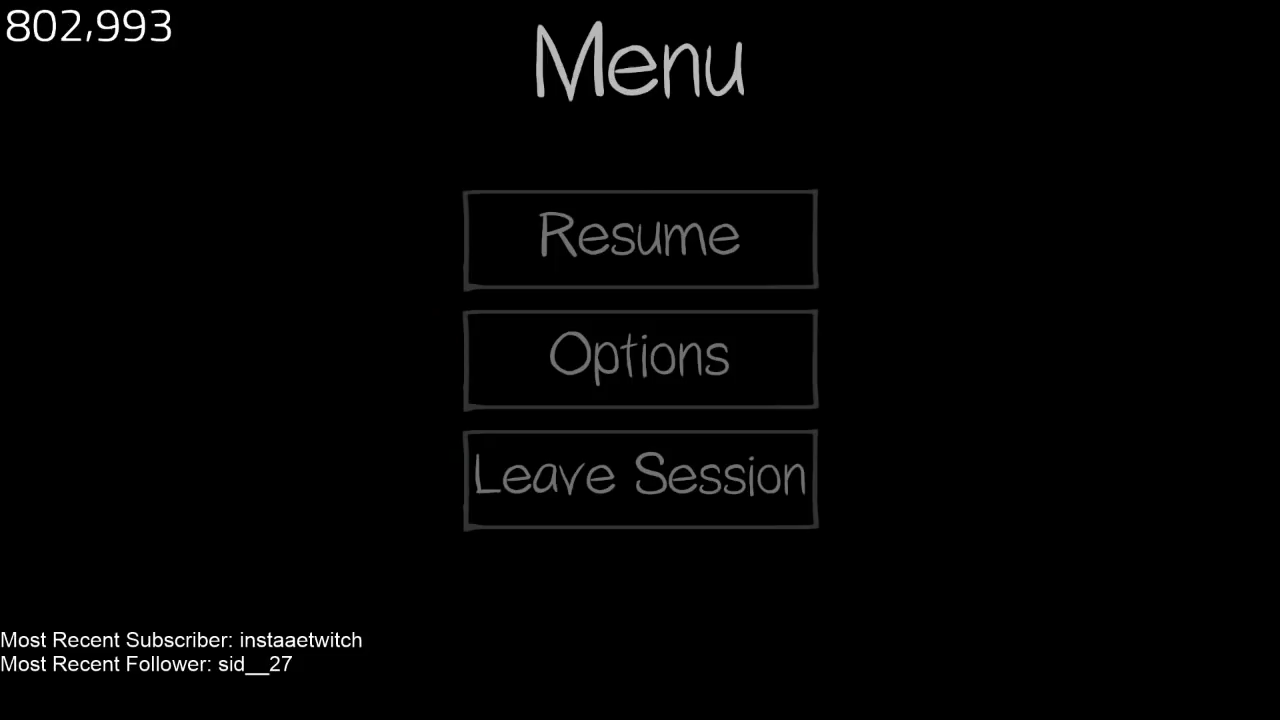 802,993
Menu
Resume
Options
Leave Session
Most Recent Subscriber: instaaetwitch
Most Recent Follower: sid__27